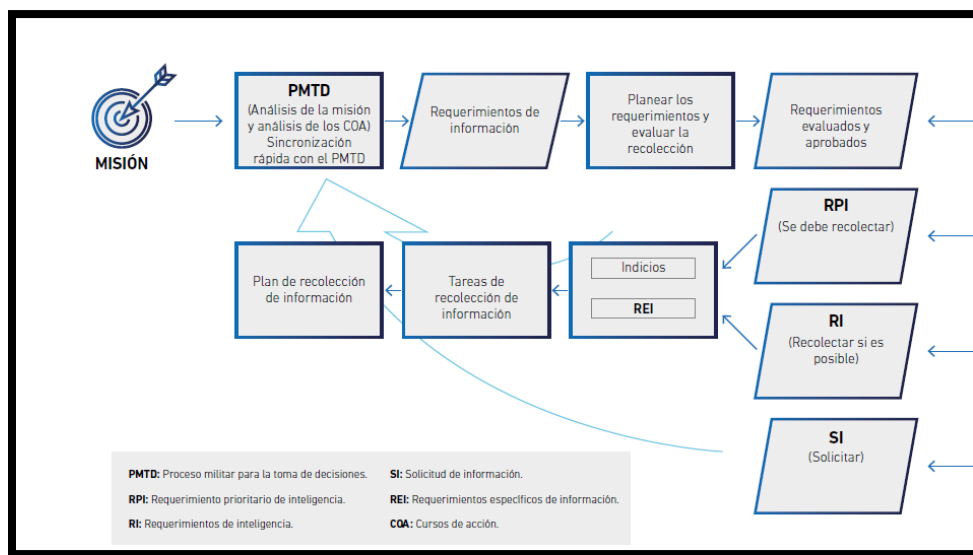 MISIÓN
PMTD
(Análisis de la misión
y análisis de los COA)
Sincronización
rápida con el PMTD
Requerimientos de
información
Planear los
requerimientos y
evaluar la
recolección
Requerimientos
evaluados y
aprobados
RPI
(Se debe recolectar)
Plan de recolección
de información
Tareas de
recolección de
información
Indicios
REI
RI
(Recolectar si es
posible)
SI
(Solicitar)
PMTD: Proceso militar para la toma de decisiones.
RPI: Requerimiento prioritario de inteligencia.
RI: Requerimientos de inteligencia.
SI: Solicitud de información.
REI: Requerimientos específicos de información.
COA: Cursos de acción.